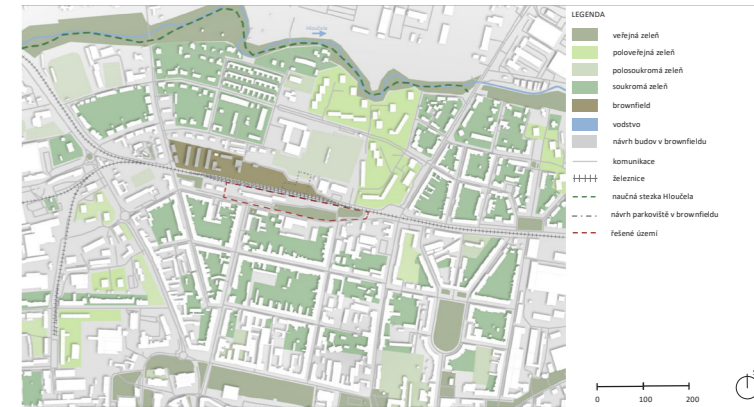 Hloučela
LEGENDA
veřejná zeleň
poloveřejná zeleň
polosoukromá zeleň
soukromá zeleň
brownfield
vodstvo
návrh budov v brownfieldu
komunikace
železnice
naučná stezka Hloučela
návrh parkoviště v brownfieldu
řešené území
0 100 200